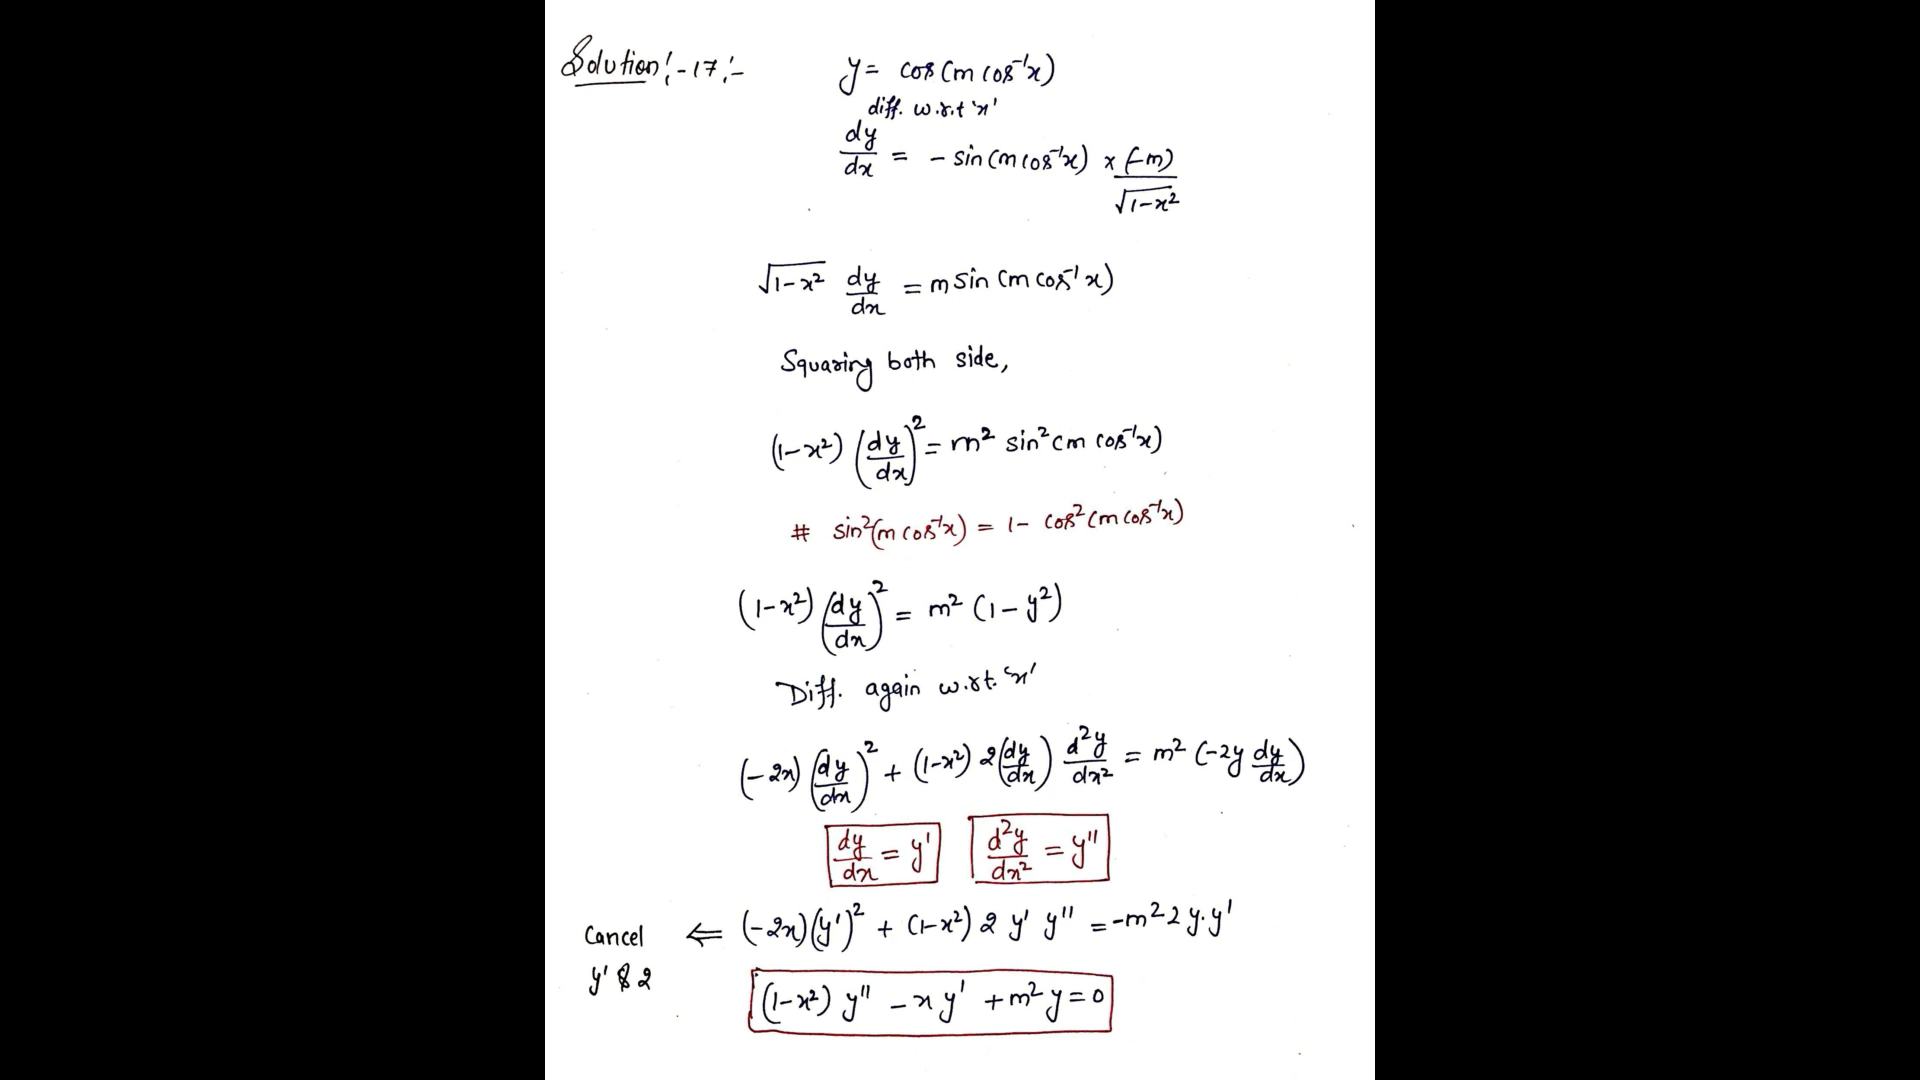 Solution:-17:-
y = cos(m cos⁻¹x)
diff. w.r.t 'x'
dy/dx = - sin(m cos⁻¹x) x (-m)/√1-x²
√1-x² dy/dx = m sin(m cos⁻¹x)
Squaring both side,
(1-x²) (dy/dx)² = m² sin²(m cos⁻¹x)
# sin²(m cos⁻¹x) = 1- cos²(m cos⁻¹x)
(1-x²) (dy/dx)² = m² (1-y²)
Diff. again w.r.t. 'x'
(-2x) (dy/dx)² + (1-x²) 2(dy/dx) d²y/dx² = m² (-2y dy/dx)
dy/dx = y' d²y/dx² = y''
Cancel y' & 2 ⇐ (-2x)(y')² + (1-x²) 2 y' y'' = -m² 2 y.y'
(1-x²) y'' - x y' + m² y = 0